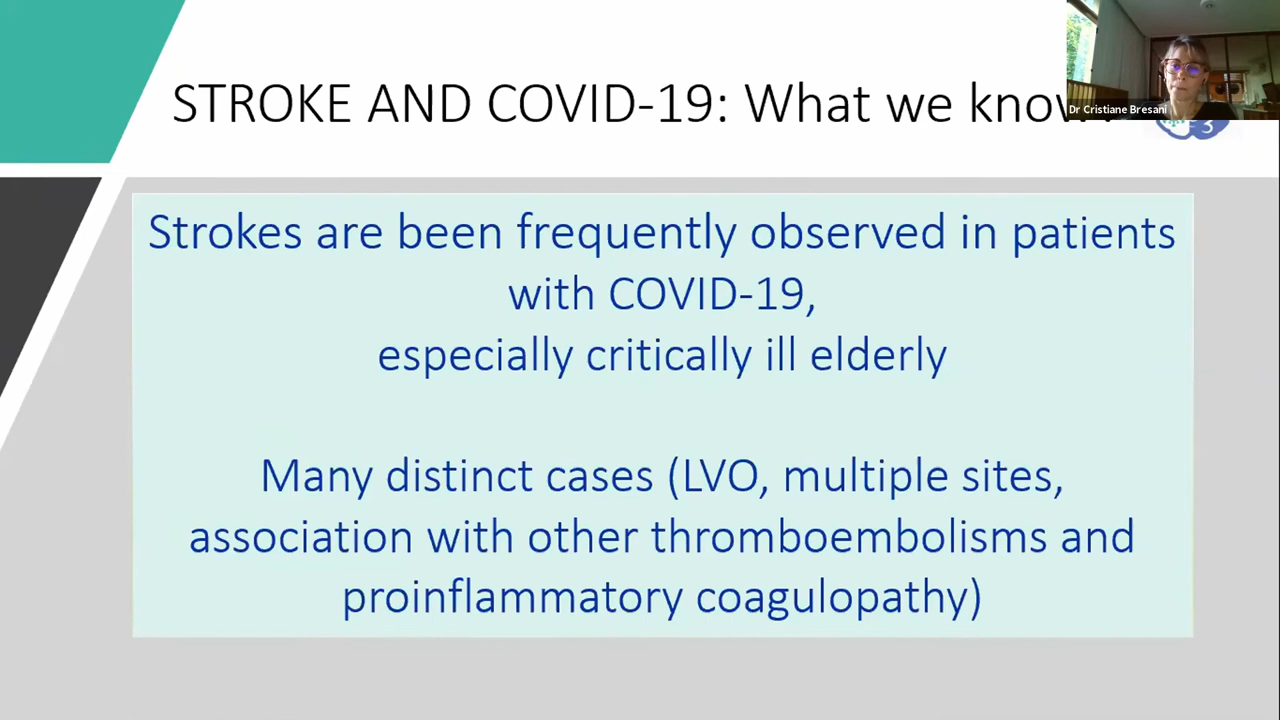 STROKE AND COVID-19: What we know
Dr Cristiane Bresani
3
Strokes are been frequently observed in patients
with COVID-19,
especially critically ill elderly
Many distinct cases (LVO, multiple sites,
association with other thromboembolisms and
proinflammatory coagulopathy)